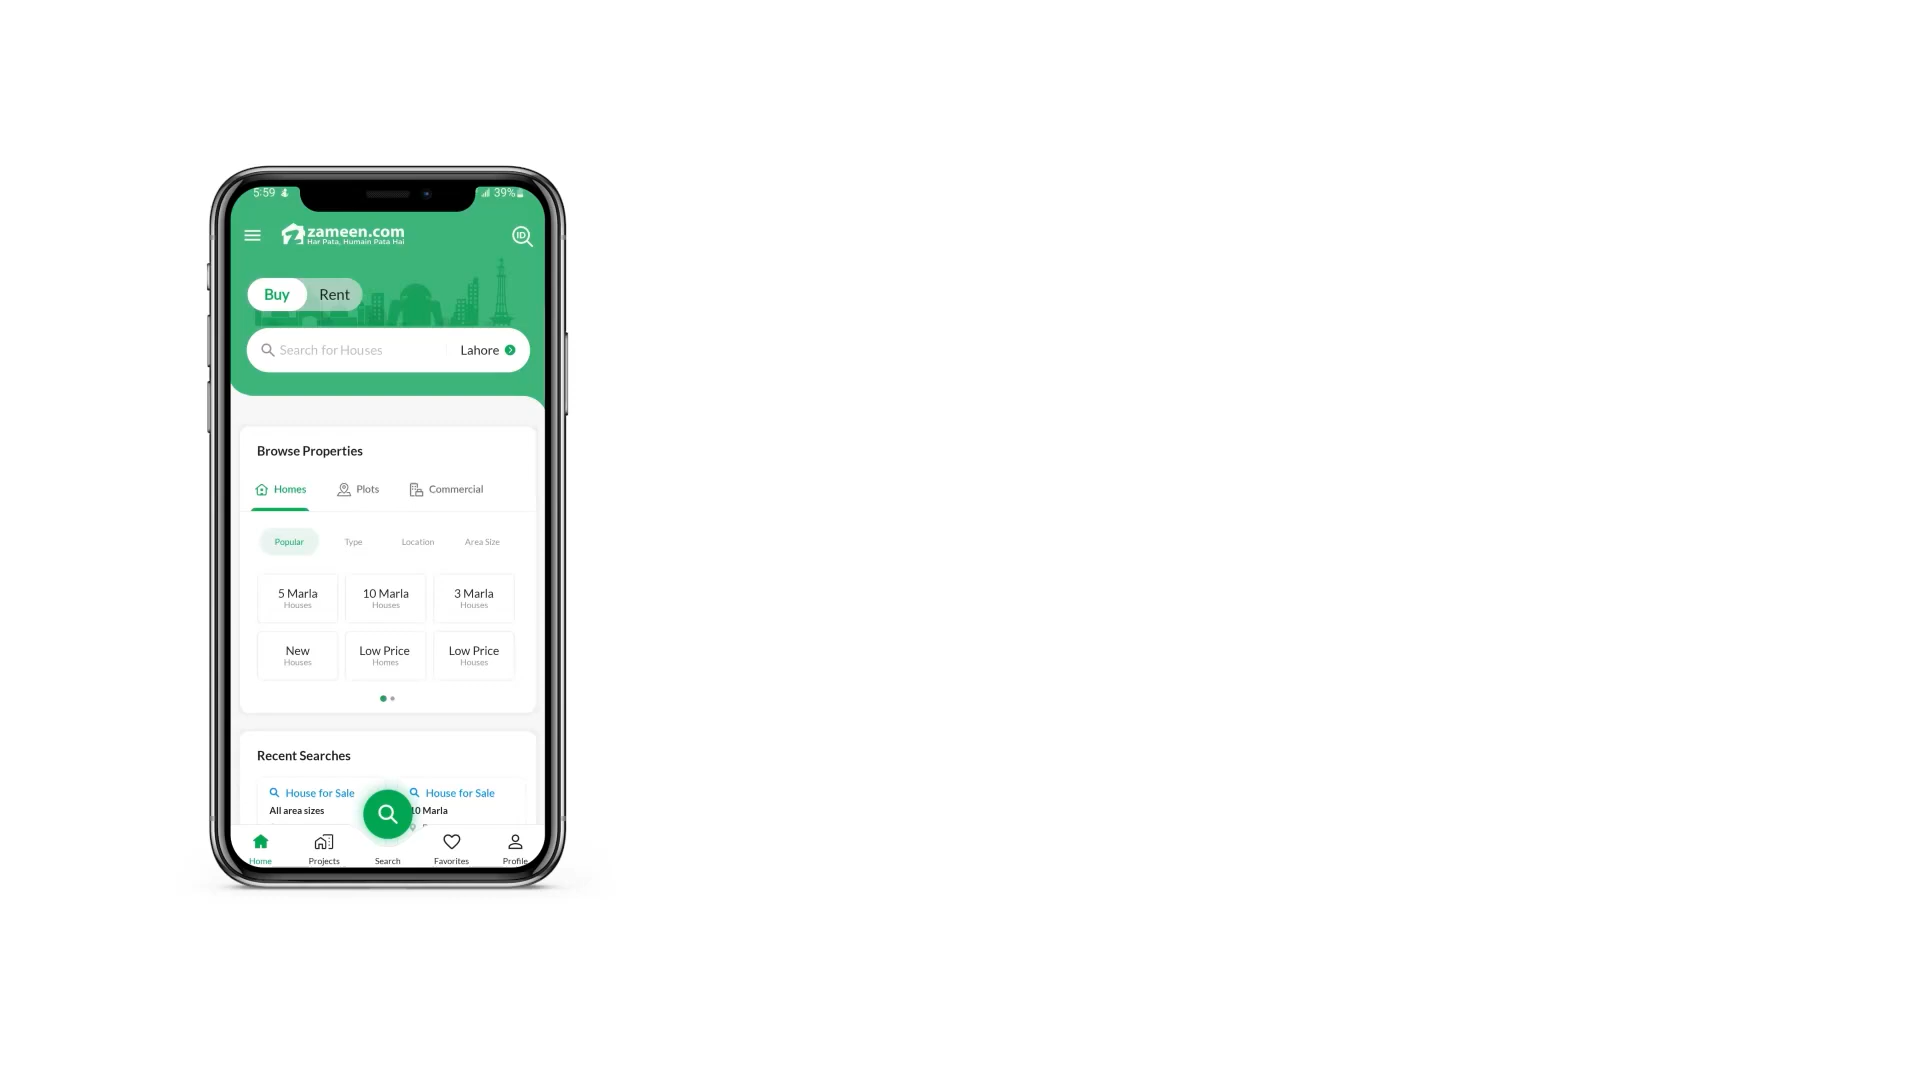 5:59
39%
zameen.com
Har Pata, Humain Pata Hai
ID
Buy Rent
Search for Houses Lahore
Browse Properties
Homes Plots Commercial
Popular Type Location Area Size
5 Marla 10 Marla 3 Marla
Houses Houses Houses
New Low Price Low Price
Houses Homes Houses
Recent Searches
House for Sale House for Sale
All area sizes 10 Marla
Home Projects Search Favorites Profile